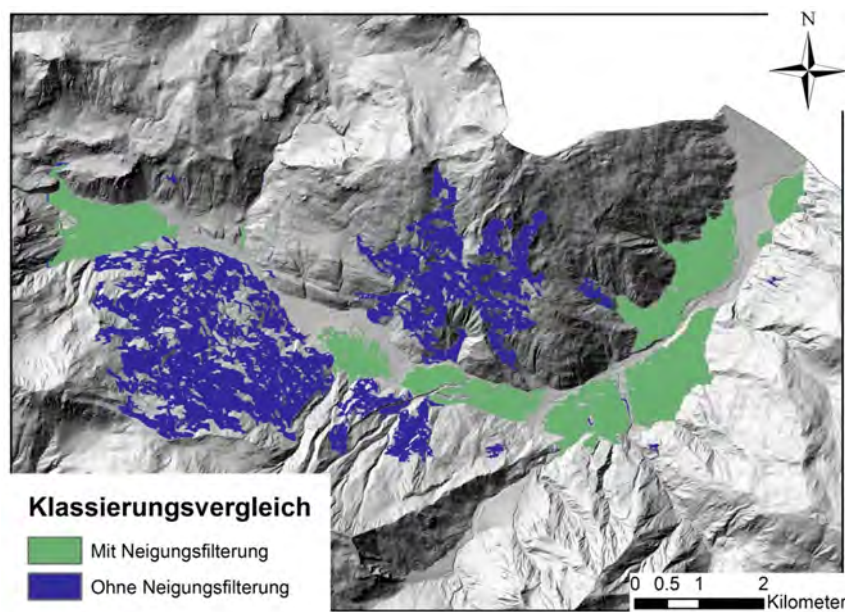 N
Klassierungsvergleich
Mit Neigungsfilterung
Ohne Neigungsfilterung
0 0.5 1 2
Kilometer